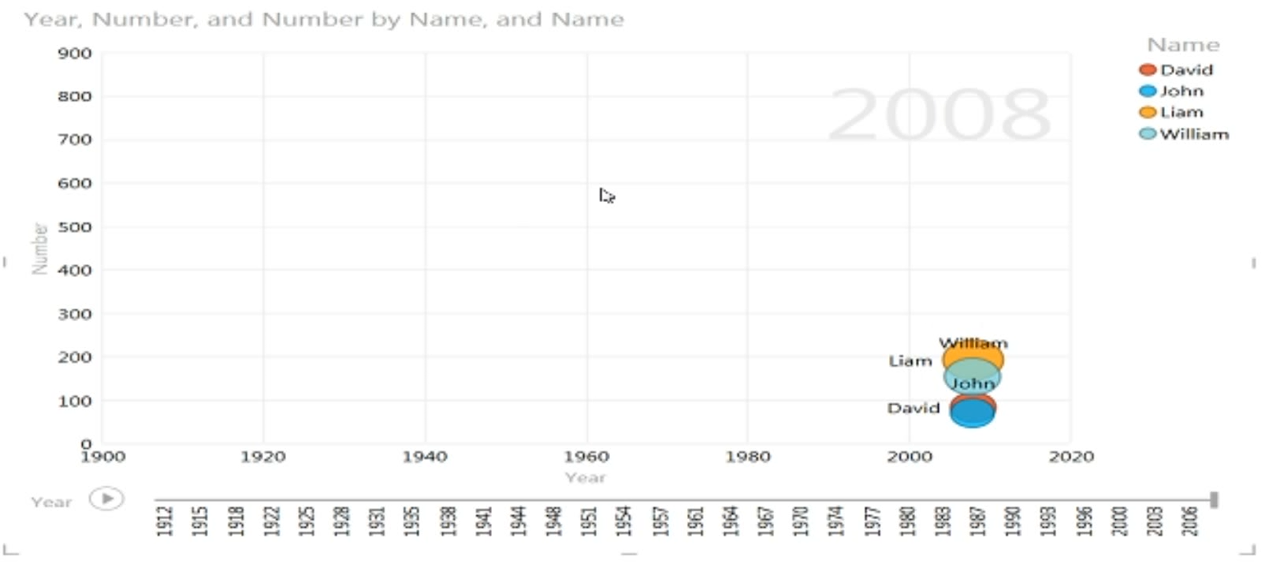 Year, Number, and Number by Name, and Name
Name
David
John
Liam
William
2008
900
800
700
600
500
400
300
200
100
0
Number
William
Liam
John
David
1900 1920 1940 1960 1980 2000 2020
Year
Year
1912 1915 1918 1922 1925 1928 1931 1935 1938 1941 1944 1948 1951 1954 1957 1961 1964 1967 1970 1974 1977 1980 1983 1987 1990 1993 1996 2000 2003 2006